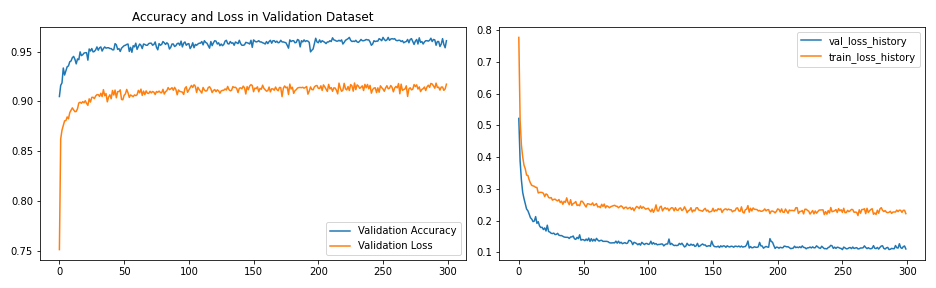 Accuracy and Loss in Validation Dataset
0.95
0.90
0.85
0.80
0.75
0 50 100 150 200 250 300
Validation Accuracy
Validation Loss
0.8
0.7
0.6
0.5
0.4
0.3
0.2
0.1
0 50 100 150 200 250 300
val_loss_history
train_loss_history